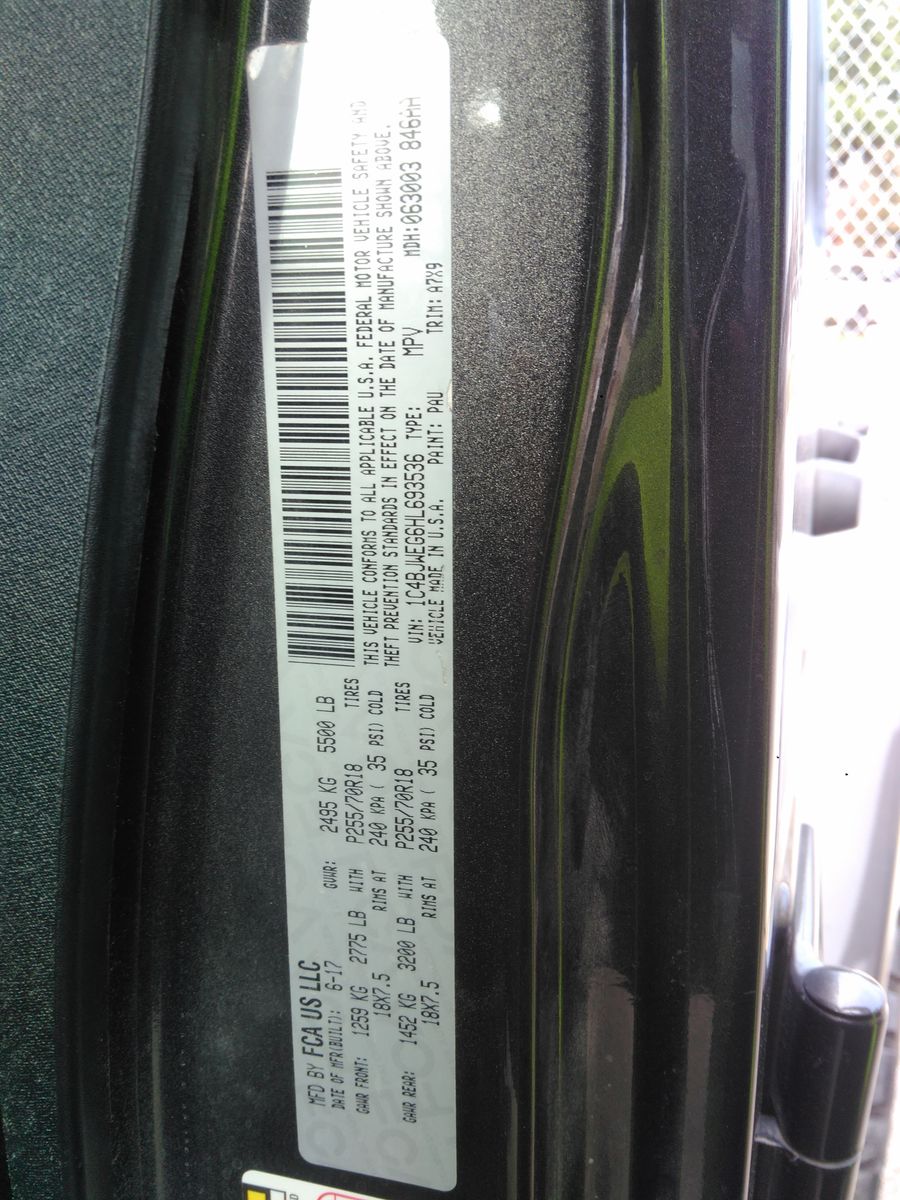 MFD BY FCA US LLC
DATE OF MFR(BUILT): 6-17 GVWR: 2495 KG 5500 LB
GAWR FRONT: 1259 KG 2775 LB WITH P255/70R18 TIRES
18X7.5 RIMS AT 240 KPA ( 35 PSI) COLD
GAWR REAR: 1452 KG 3200 LB WITH P255/70R18 TIRES
18X7.5 RIMS AT 240 KPA ( 35 PSI) COLD
THIS VEHICLE CONFORMS TO ALL APPLICABLE U.S.A. FEDERAL MOTOR VEHICLE SAFETY AND
THEFT PREVENTION STANDARDS IN EFFECT ON THE DATE OF MANUFACTURE SHOWN ABOVE.
VIN: 1C4BJWEG6HL693536 TYPE: MPV MDH:063003 846AA
VEHICLE MADE IN U.S.A. PAINT: PAU TRIM: A7X9